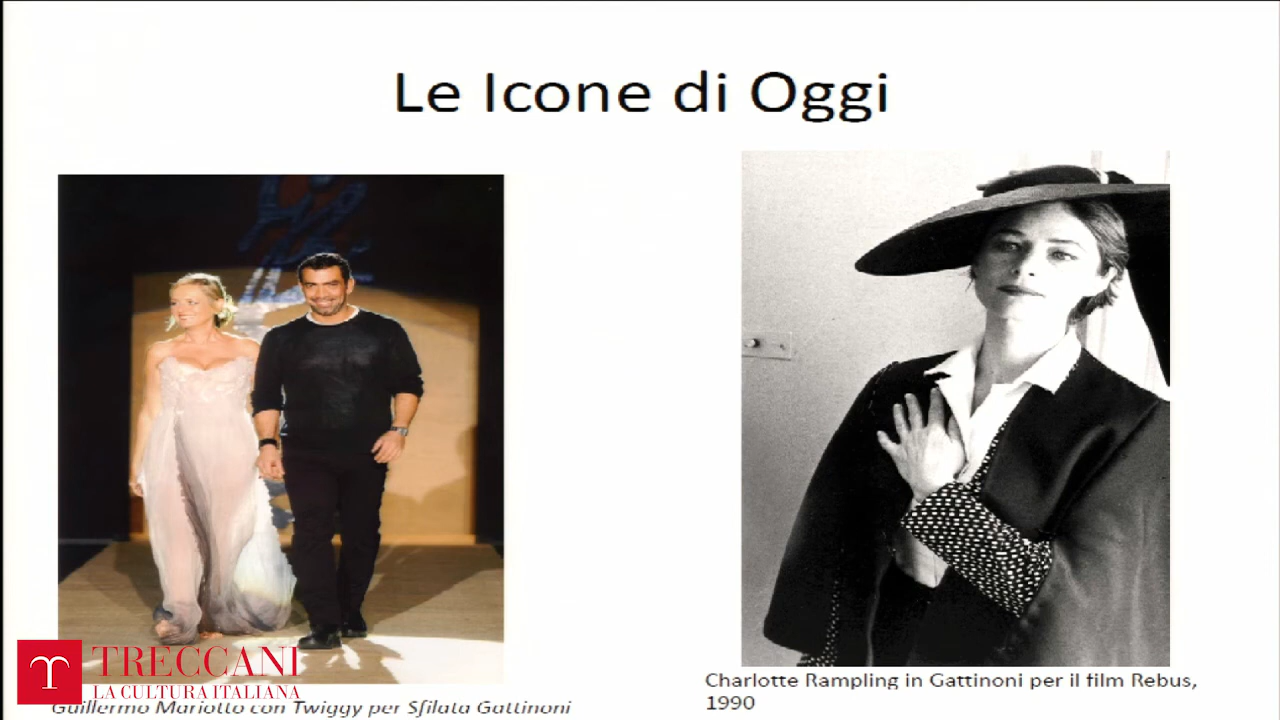 Le Icone di Oggi
TRECCANI
LA CULTURA ITALIANA
Guillermo Mariotto con Twiggy per Sfilata Gattinoni
Charlotte Rampling in Gattinoni per il film Rebus,
1990